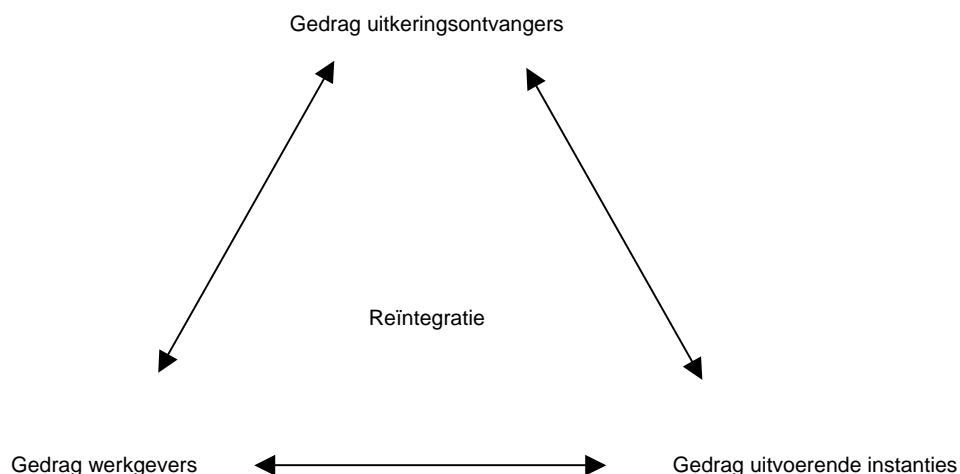 Gedrag uitkeringsontvangers
Reïntegratie
Gedrag werkgevers
Gedrag uitvoerende instanties